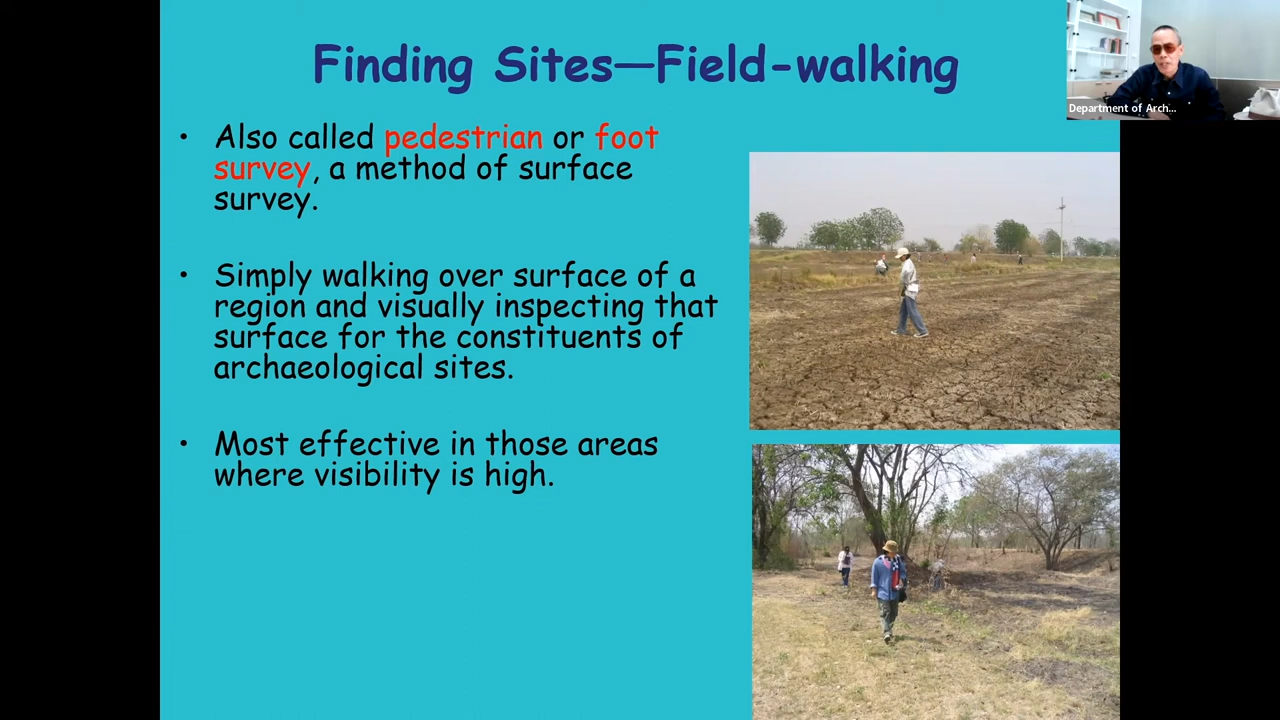 Finding Sites—Field-walking
Department of Arch...
• Also called pedestrian or foot
survey, a method of surface
survey.
• Simply walking over surface of a
region and visually inspecting that
surface for the constituents of
archaeological sites.
• Most effective in those areas
where visibility is high.